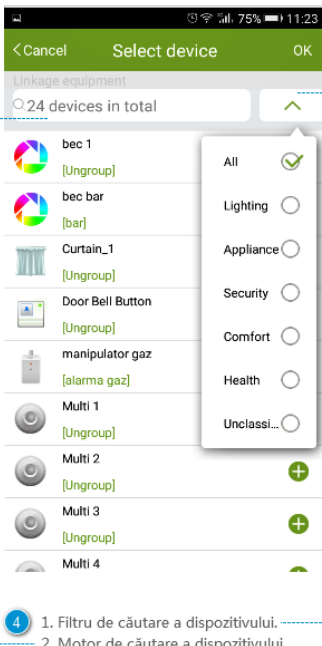 75% 11:23
<Cancel Select device OK
Linkage equipment
24 devices in total
bec 1
[Ungroup]
All
bec bar
[bar]
Lighting
Curtain_1
[Ungroup]
Appliance
Door Bell Button
[Ungroup]
Security
manipulator gaz
[alarma gaz]
Comfort
Multi 1
[Ungroup]
Health
Multi 2
[Ungroup]
Unclassi...
Multi 3
[Ungroup]
Multi 4
4 1. Filtru de căutare a dispozitivului.
2. Motor de căutare a dispozitivului